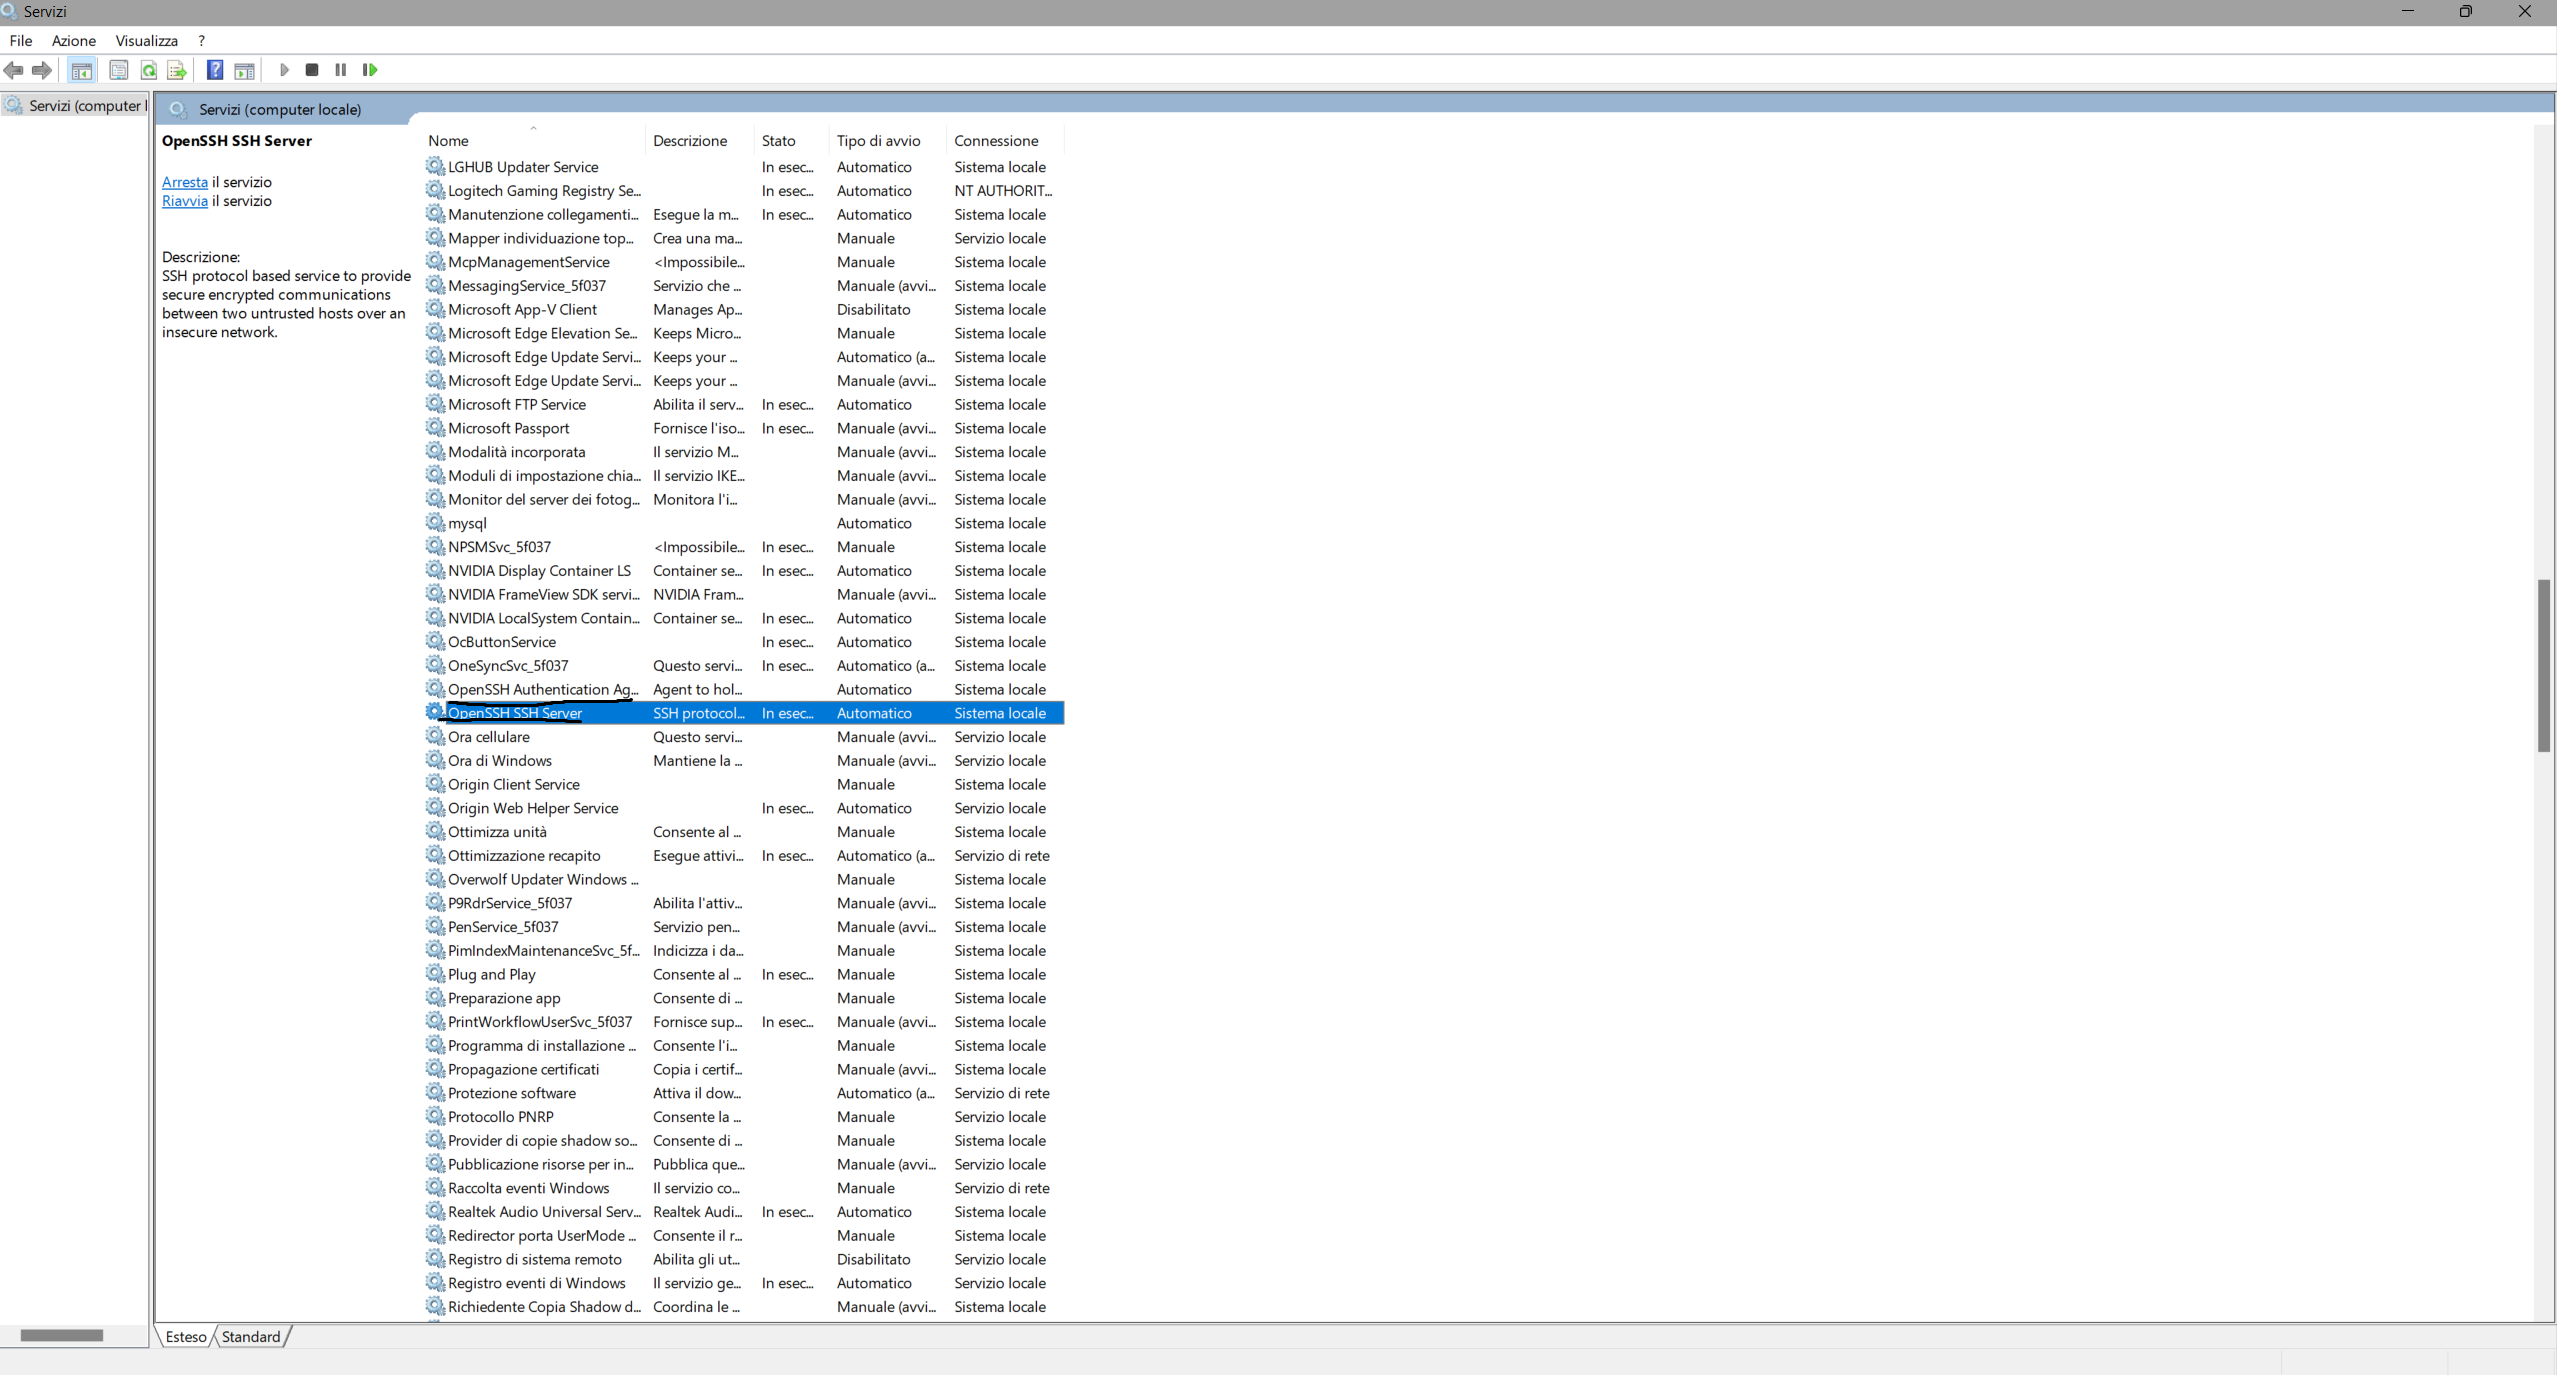 Servizi
File Azione Visualizza ?
Servizi (computer l
Servizi (computer locale)
OpenSSH SSH Server
Arresta il servizio
Riavvia il servizio
Descrizione:
SSH protocol based service to provide
secure encrypted communications
between two untrusted hosts over an
insecure network.
Nome Descrizione Stato Tipo di avvio Connessione
LGHUB Updater Service In esec... Automatico Sistema locale
Logitech Gaming Registry Se... In esec... Automatico NT AUTHORIT...
Manutenzione collegamenti... Esegue la m... In esec... Automatico Sistema locale
Mapper individuazione top... Crea una ma... Manuale Servizio locale
McpManagementService <Impossibile... Manuale Sistema locale
MessagingService_5f037 Servizio che ... Manuale (avvi... Sistema locale
Microsoft App-V Client Manages Ap... Disabilitato Sistema locale
Microsoft Edge Elevation Se... Keeps Micro... Manuale Sistema locale
Microsoft Edge Update Servi... Keeps your ... Automatico (a... Sistema locale
Microsoft Edge Update Servi... Keeps your ... Manuale (avvi... Sistema locale
Microsoft FTP Service Abilita il serv... In esec... Automatico Sistema locale
Microsoft Passport Fornisce l'iso... In esec... Manuale (avvi... Sistema locale
Modalità incorporata Il servizio M... Manuale (avvi... Sistema locale
Moduli di impostazione chia... Il servizio IKE... Manuale (avvi... Sistema locale
Monitor del server dei fotog... Monitora l'i... Manuale (avvi... Sistema locale
mysql Automatico Sistema locale
NPSMSvc_5f037 <Impossibile... In esec... Manuale Sistema locale
NVIDIA Display Container LS Container se... In esec... Automatico Sistema locale
NVIDIA FrameView SDK servi... NVIDIA Fram... Manuale (avvi... Sistema locale
NVIDIA LocalSystem Contain... Container se... In esec... Automatico Sistema locale
OcButtonService In esec... Automatico Sistema locale
OneSyncSvc_5f037 Questo servi... In esec... Automatico (a... Sistema locale
OpenSSH Authentication Ag... Agent to hol... Automatico Sistema locale
OpenSSH SSH Server SSH protocol... In esec... Automatico Sistema locale
Ora cellulare Questo servi... Manuale (avvi... Servizio locale
Ora di Windows Mantiene la ... Manuale (avvi... Servizio locale
Origin Client Service Manuale Sistema locale
Origin Web Helper Service In esec... Automatico Servizio locale
Ottimizza unità Consente al ... Manuale Sistema locale
Ottimizzazione recapito Esegue attivi... In esec... Automatico (a... Servizio di rete
Overwolf Updater Windows ... Manuale Sistema locale
P9RdrService_5f037 Abilita l'attiv... Manuale (avvi... Sistema locale
PenService_5f037 Servizio pen... Manuale (avvi... Sistema locale
PimIndexMaintenanceSvc_5f... Indicizza i da... Manuale Sistema locale
Plug and Play Consente al ... In esec... Manuale Sistema locale
Preparazione app Consente di ... Manuale Sistema locale
PrintWorkflowUserSvc_5f037 Fornisce sup... In esec... Manuale (avvi... Sistema locale
Programma di installazione ... Consente l'i... Manuale Sistema locale
Propagazione certificati Copia i certif... Manuale (avvi... Sistema locale
Protezione software Attiva il dow... Automatico (a... Servizio di rete
Protocollo PNRP Consente la ... Manuale Servizio locale
Provider di copie shadow so... Consente di ... Manuale Sistema locale
Pubblicazione risorse per in... Pubblica que... Manuale (avvi... Servizio locale
Raccolta eventi Windows Il servizio co... Manuale Servizio di rete
Realtek Audio Universal Serv... Realtek Audi... In esec... Automatico Sistema locale
Redirector porta UserMode ... Consente il r... Manuale Sistema locale
Registro di sistema remoto Abilita gli ut... Disabilitato Servizio locale
Registro eventi di Windows Il servizio ge... In esec... Automatico Servizio locale
Richiedente Copia Shadow d... Coordina le ... Manuale (avvi... Sistema locale
Esteso Standard